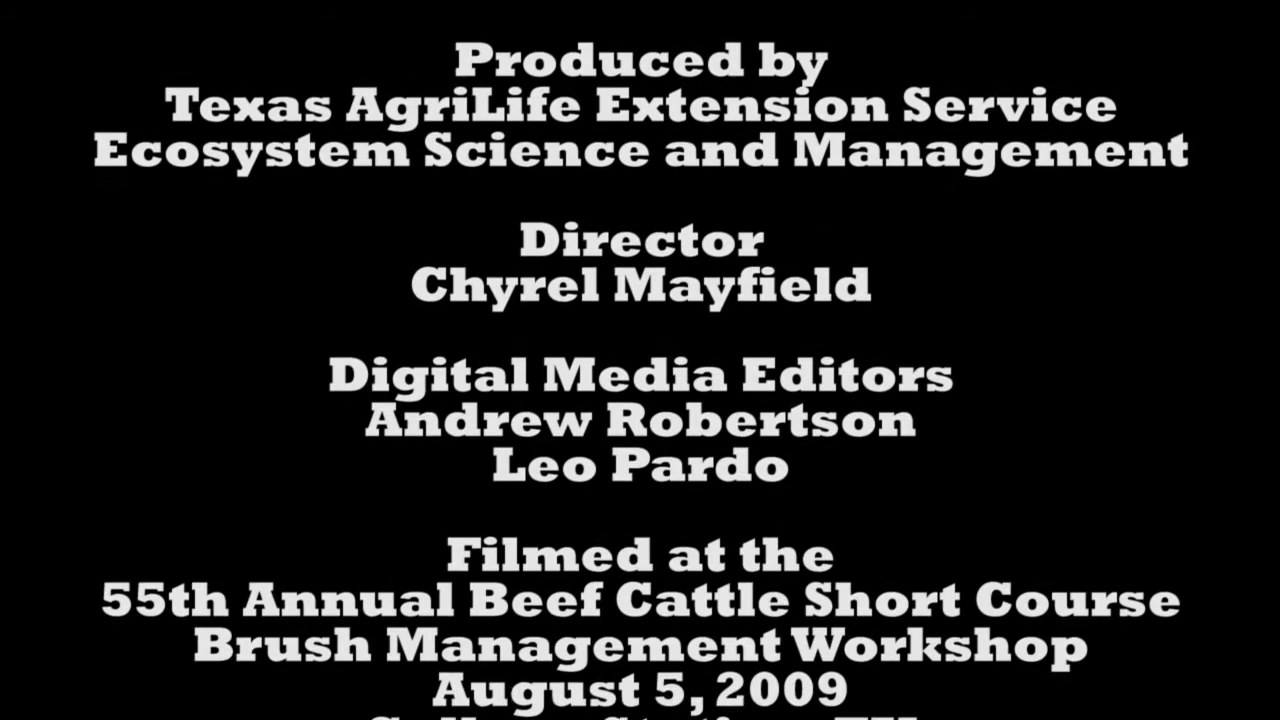 Produced by
Texas AgriLife Extension Service
Ecosystem Science and Management
Director
Chyrel Mayfield
Digital Media Editors
Andrew Robertson
Leo Pardo
Filmed at the
55th Annual Beef Cattle Short Course
Brush Management Workshop
August 5, 2009